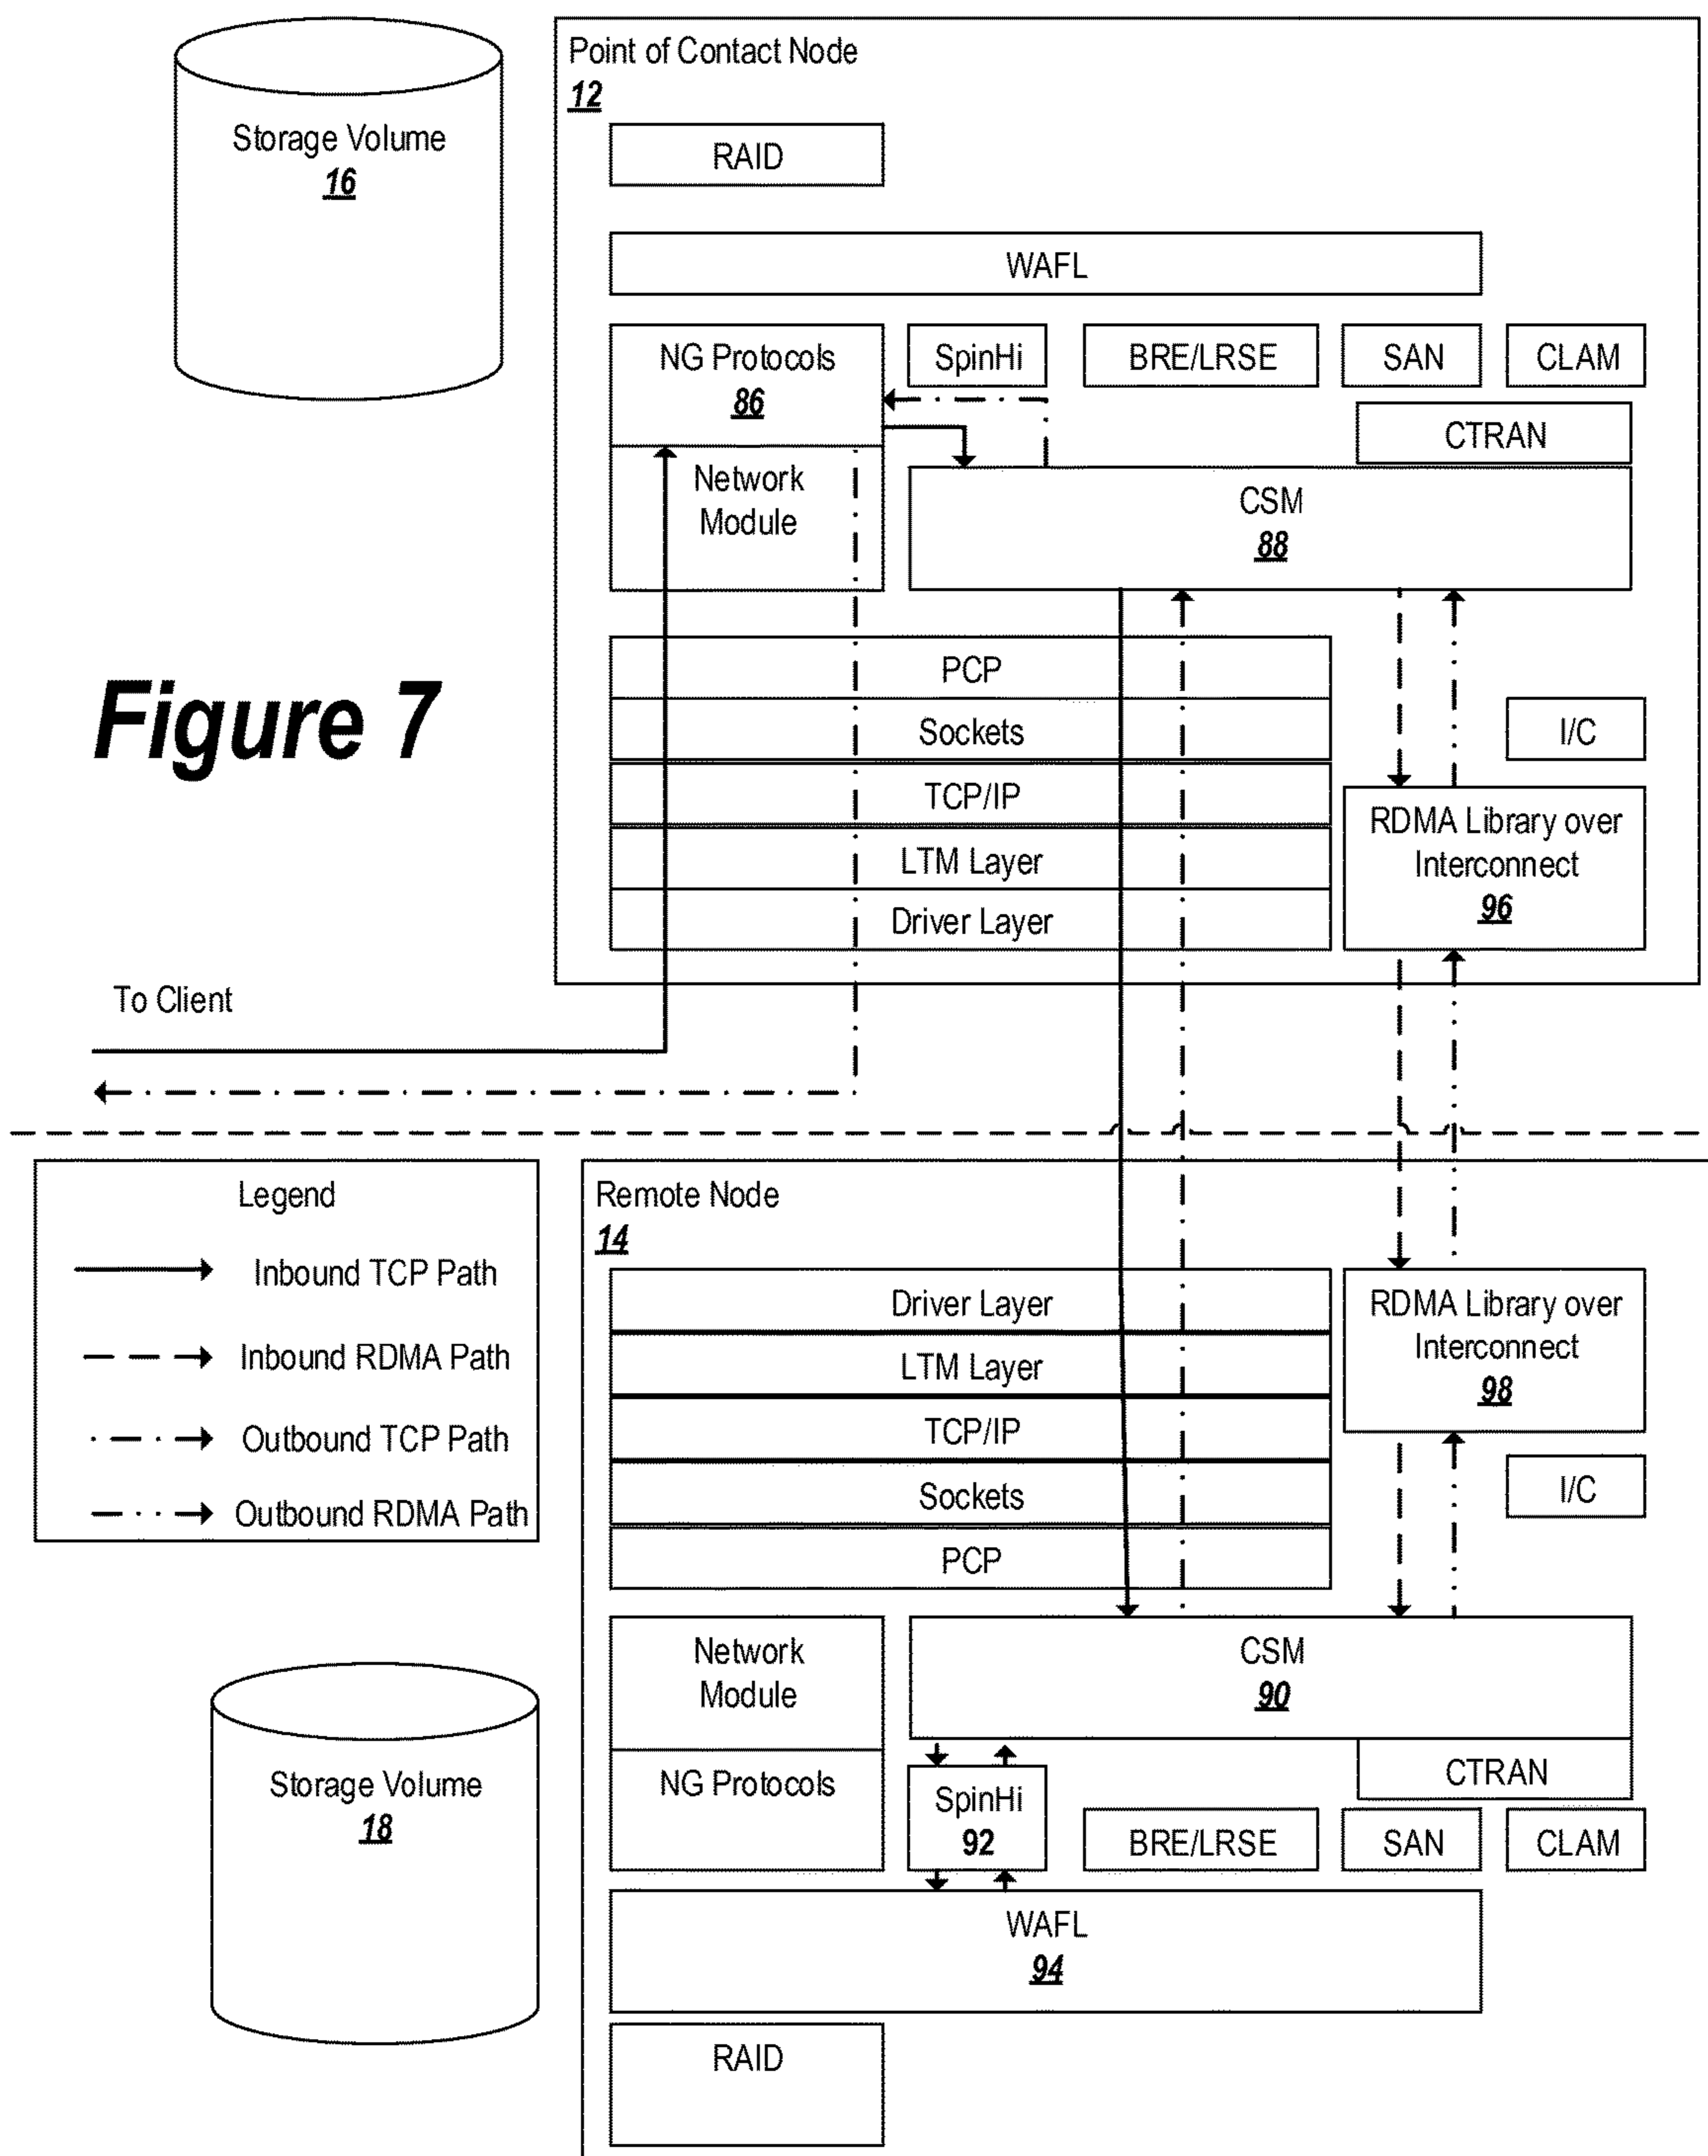 Storage Volume
16
Point of Contact Node
12
RAID
WAFL
NG Protocols
86
SpinHi
BRE/LRSE
SAN
CLAM
CTRAN
Network
Module
CSM
88
Figure 7
PCP
Sockets
TCP/IP
LTM Layer
Driver Layer
I/C
RDMA Library over
Interconnect
96
To Client
Legend
Inbound TCP Path
Inbound RDMA Path
Outbound TCP Path
Outbound RDMA Path
Remote Node
14
Driver Layer
LTM Layer
TCP/IP
Sockets
PCP
RDMA Library over
Interconnect
98
I/C
Network
Module
NG Protocols
CSM
90
CTRAN
SpinHi
92
BRE/LRSE
SAN
CLAM
Storage Volume
18
WAFL
94
RAID